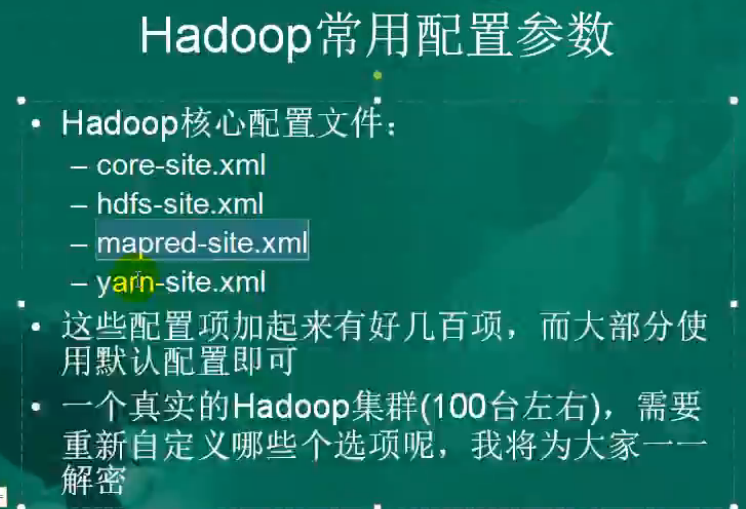 Hadoop常用配置参数
• Hadoop核心配置文件：
– core-site.xml
– hdfs-site.xml
– mapred-site.xml
– yarn-site.xml
• 这些配置项加起来有好几百项，而大部分使
用默认配置即可
• 一个真实的Hadoop集群(100台左右)，需要
重新自定义哪些个选项呢，我将为大家一一
解密